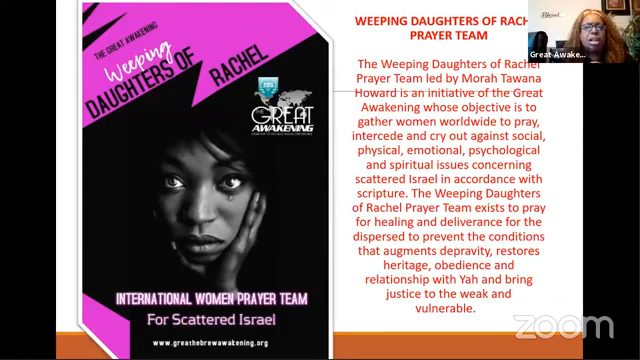 THE GREAT AWAKENING
Weeping
DAUGHTERS OF
RACHEL
THE
GREAT
AWAKENING
INTERNATIONAL WOMEN PRAYER TEAM
For Scattered Israel
www.greathebrewawakening.org
WEEPING DAUGHTERS OF RACH
PRAYER TEAM
The Weeping Daughters of Rachel
Prayer Team led by Morah Tawana
Howard is an initiative of the Great
Awakening whose objective is to
gather women worldwide to pray,
intercede and cry out against social,
physical, emotional, psychological
and spiritual issues concerning
scattered Israel in accordance with
scripture. The Weeping Daughters
of Rachel Prayer Team exists to pray
for healing and deliverance for the
dispersed to prevent the conditions
that augments depravity, restores
heritage, obedience and
relationship with Yah and bring
justice to the weak and
vulnerable.
Great Awake...
zoom